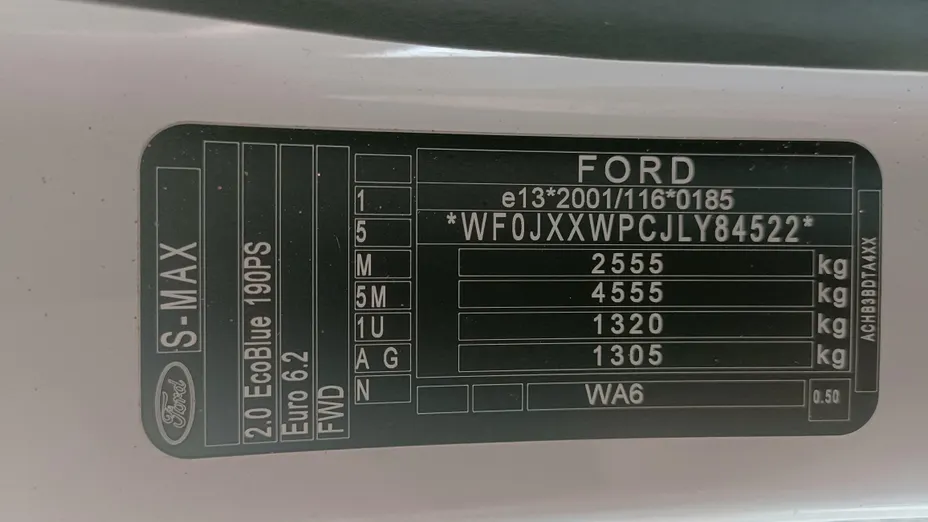 FORD
e13*2001/116*0185
*WF0JXXWPCJLY84522*
2555 kg
4555 kg
1320 kg
1305 kg
WA6
0.50
1
5
M
5M
1U
A G
N
Ford
S-MAX
2.0 EcoBlue 190PS
Euro 6.2
FWD
ACHB3BDTA4XX